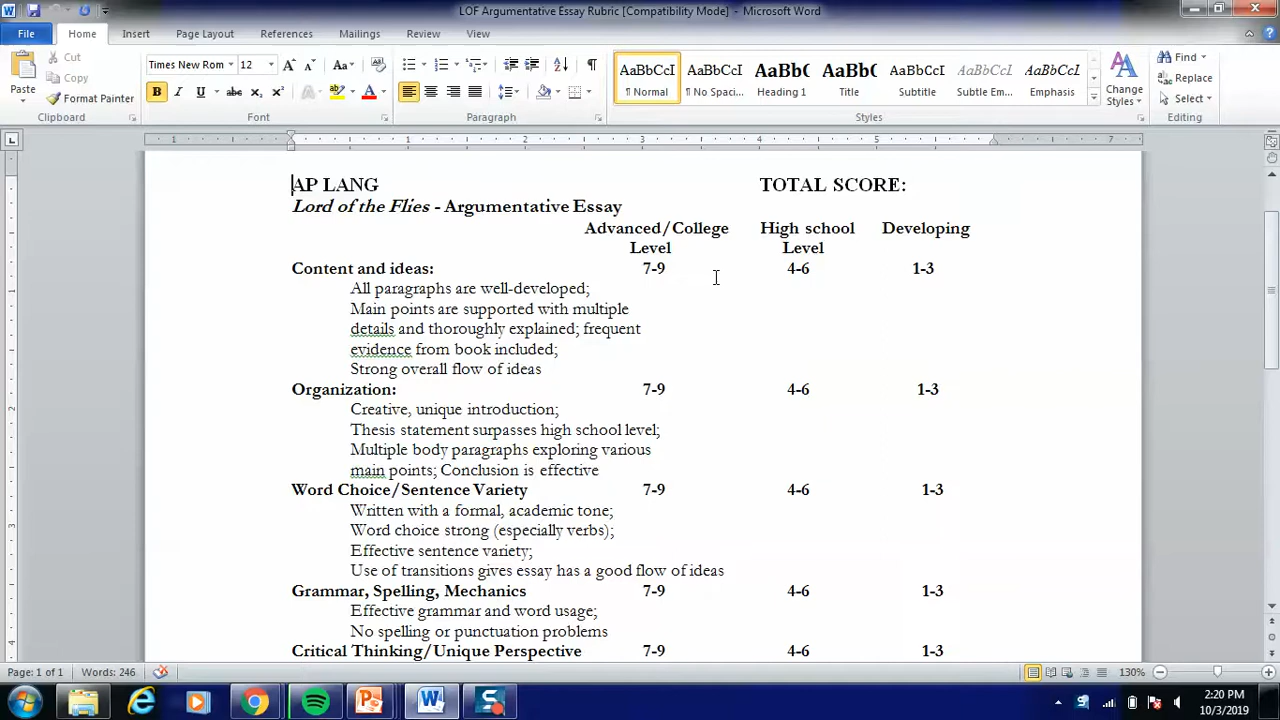 LOF Argumentative Essay Rubric [Compatibility Mode] - Microsoft Word
File Home Insert Page Layout References Mailings Review View
Paste
Cut
Copy
Format Painter
Clipboard
Times New Rom 12
Font
Paragraph
AaBbCcI
¶ Normal
AaBbCcI
¶ No Spaci...
AaBbC
Heading 1
AaBbCc
Title
AaBbCcI
Subtitle
AaBbCcI
Subtle Em...
AaBbCcI
Emphasis
Change
Styles
Styles
Find
Replace
Select
Editing
1 1 2 3 4 5 7
AP LANG TOTAL SCORE:
Lord of the Flies - Argumentative Essay
Advanced/College High school Developing
Level Level
Content and ideas: 7-9 4-6 1-3
All paragraphs are well-developed;
Main points are supported with multiple
details and thoroughly explained; frequent
evidence from book included;
Strong overall flow of ideas
Organization: 7-9 4-6 1-3
Creative, unique introduction;
Thesis statement surpasses high school level;
Multiple body paragraphs exploring various
main points; Conclusion is effective
Word Choice/Sentence Variety 7-9 4-6 1-3
Written with a formal, academic tone;
Word choice strong (especially verbs);
Effective sentence variety;
Use of transitions gives essay has a good flow of ideas
Grammar, Spelling, Mechanics 7-9 4-6 1-3
Effective grammar and word usage;
No spelling or punctuation problems
Critical Thinking/Unique Perspective 7-9 4-6 1-3
Page: 1 of 1 Words: 246 130%
2:20 PM
10/3/2019